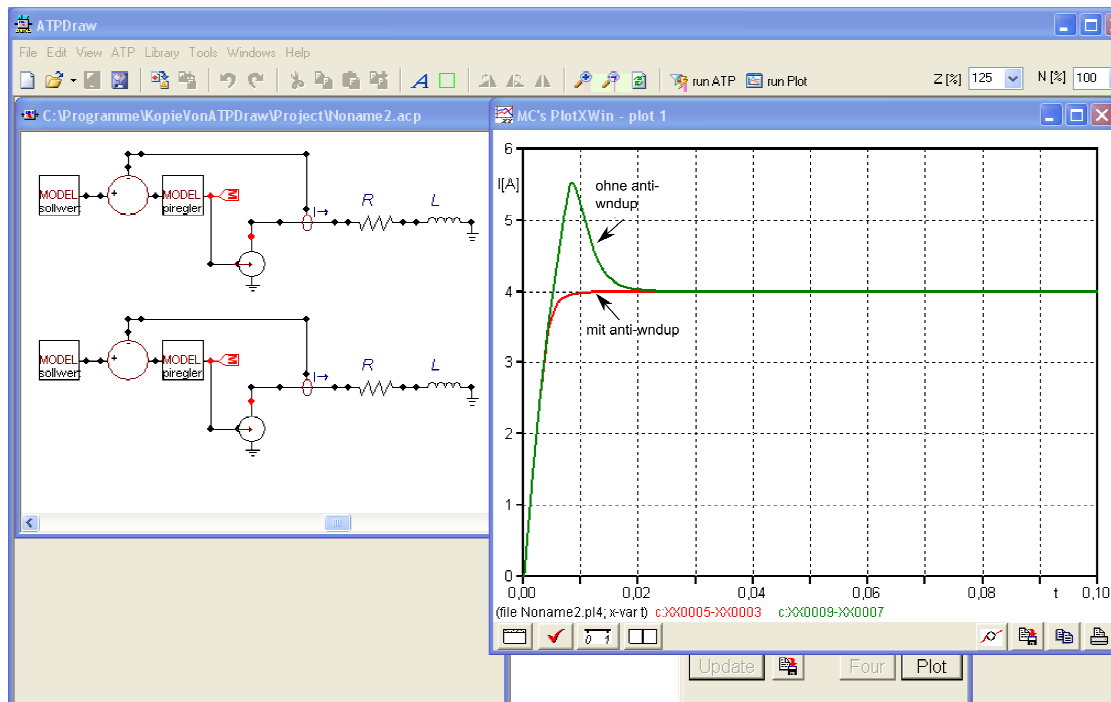 ATPDraw
File Edit View ATP Library Tools Windows Help
A run ATP run Plot Z [%] 125 N [%] 100
C:\Programme\KopieVonATPDraw\Project\Noname2.acp
MODEL
sollwert
+
MODEL
piregler
M
I
R
L
MODEL
sollwert
+
MODEL
piregler
M
I
R
L
MC's PlotXWin - plot 1
6
I[A]
5
4
3
2
1
0
ohne anti-
wndup
mit anti-wndup
0,00 0,02 0,04 0,06 0,08 t 0,10
(file Noname2.pl4; x-var t) c:XX0005-XX0003 c:XX0009-XX0007
0 1
Update Four Plot